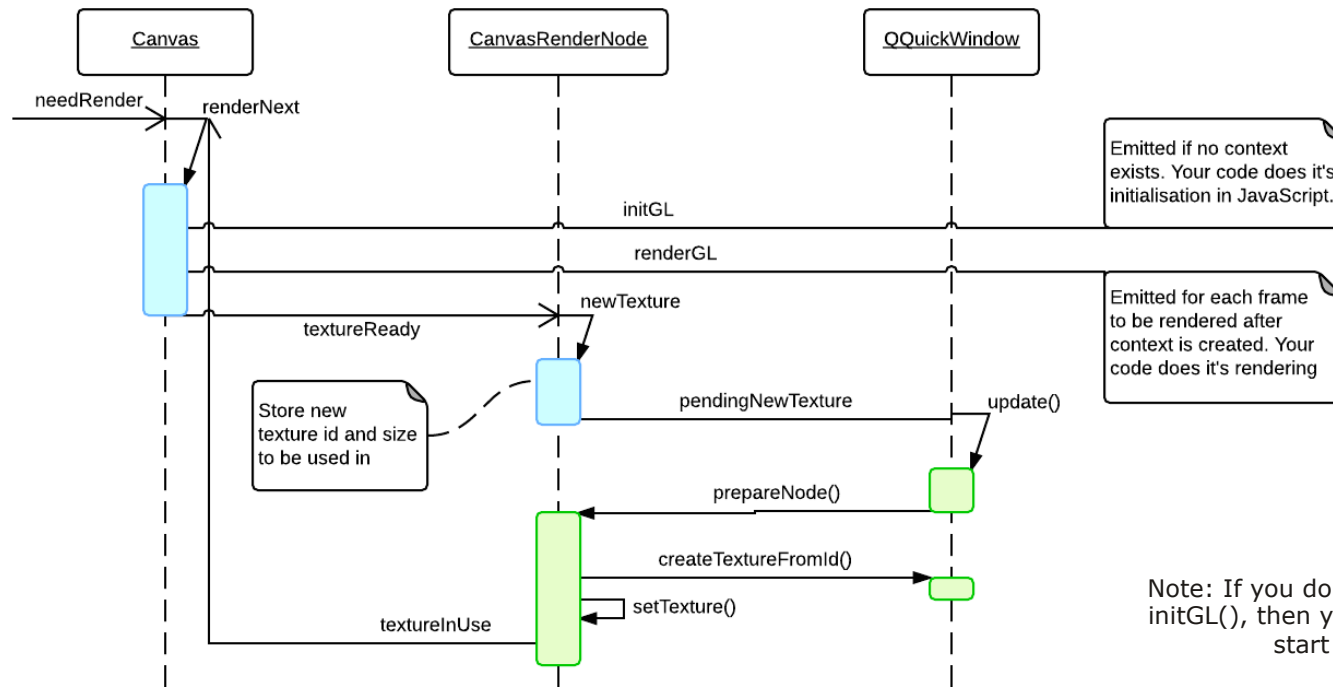 Canvas
CanvasRenderNode
QQuickWindow
needRender
renderNext
Emitted if no context
exists. Your code does it's
initialisation in JavaScript.
initGL
renderGL
newTexture
textureReady
Emitted for each frame
to be rendered after
context is created. Your
code does it's rendering
Store new
texture id and size
to be used in
pendingNewTexture
update()
prepareNode()
createTextureFromId()
setTexture()
textureInUse
Note: If you do
initGL(), then y
start